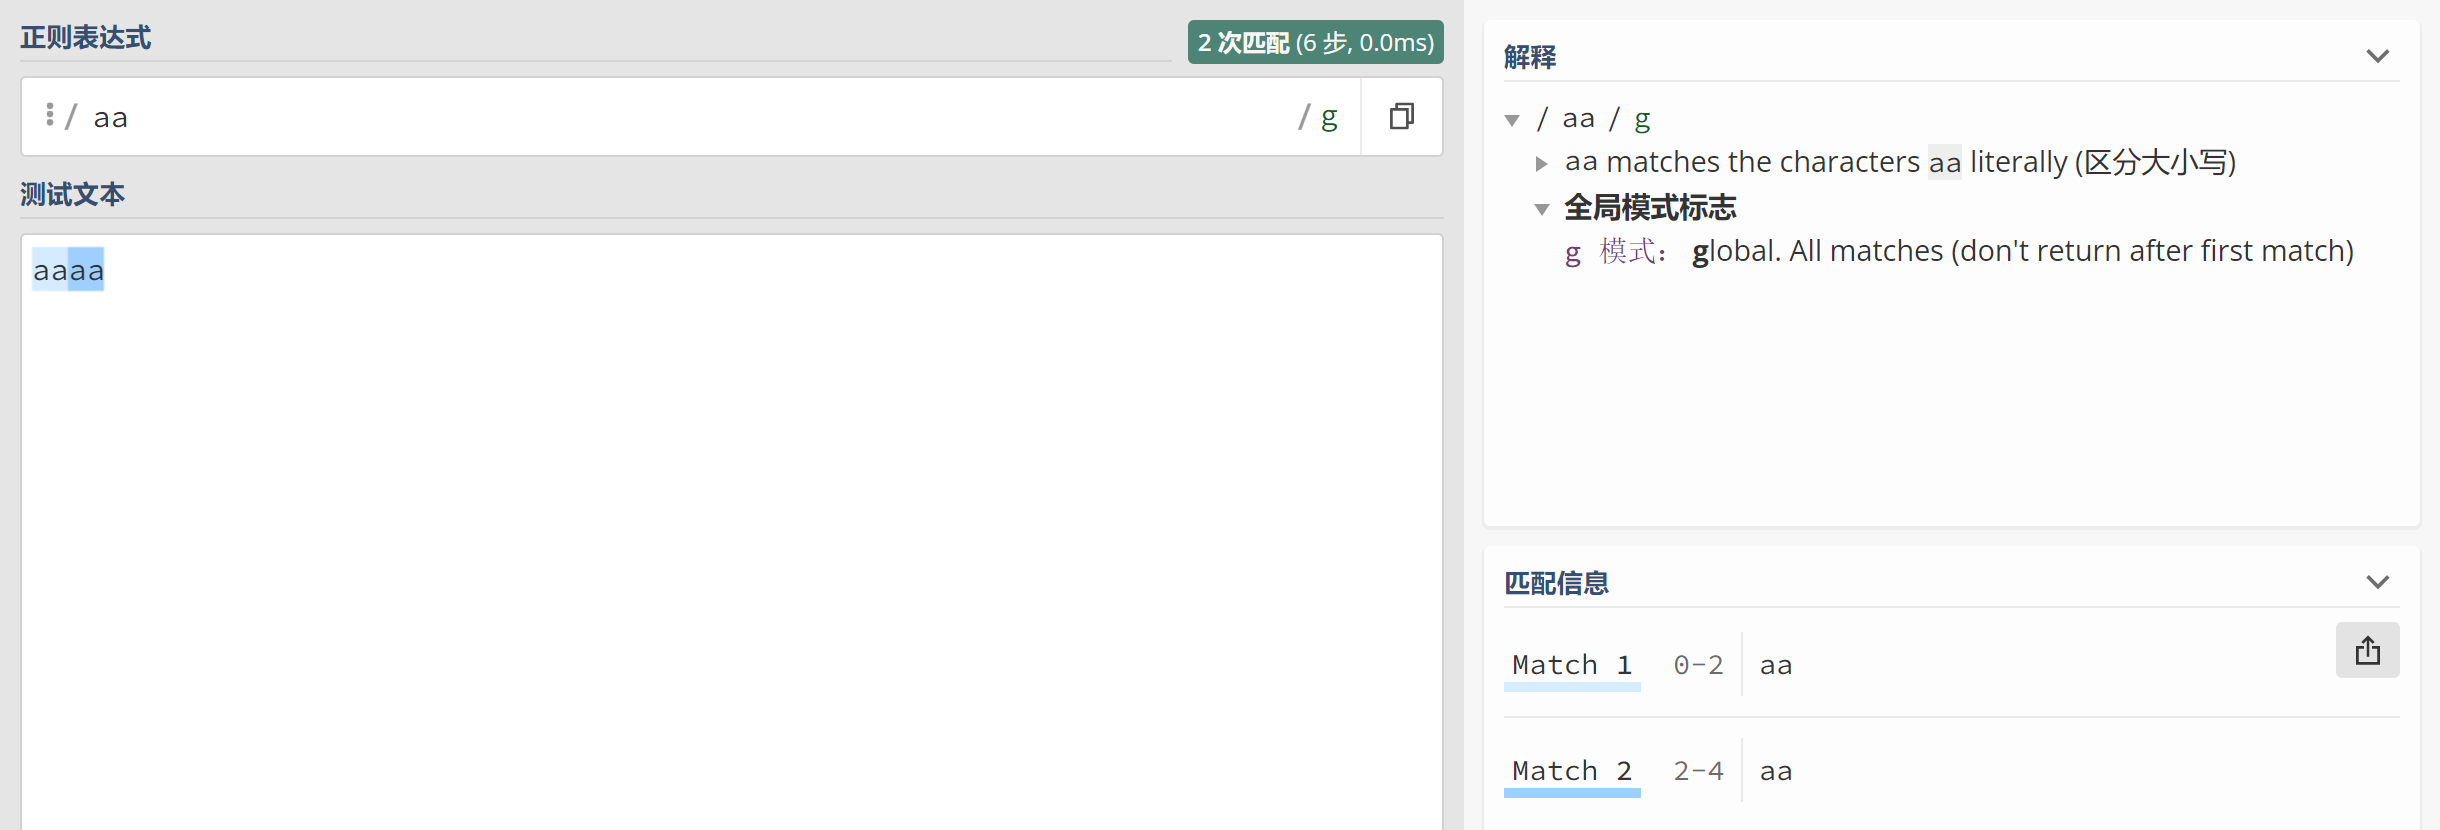 正则表达式
2 次匹配 (6 步, 0.0ms)
/ aa / g
测试文本
aaaa
解释
/ aa / g
aa matches the characters aa literally (区分大小写)
全局模式标志
g 模式： global. All matches (don't return after first match)
匹配信息
Match 1 0-2 aa
Match 2 2-4 aa